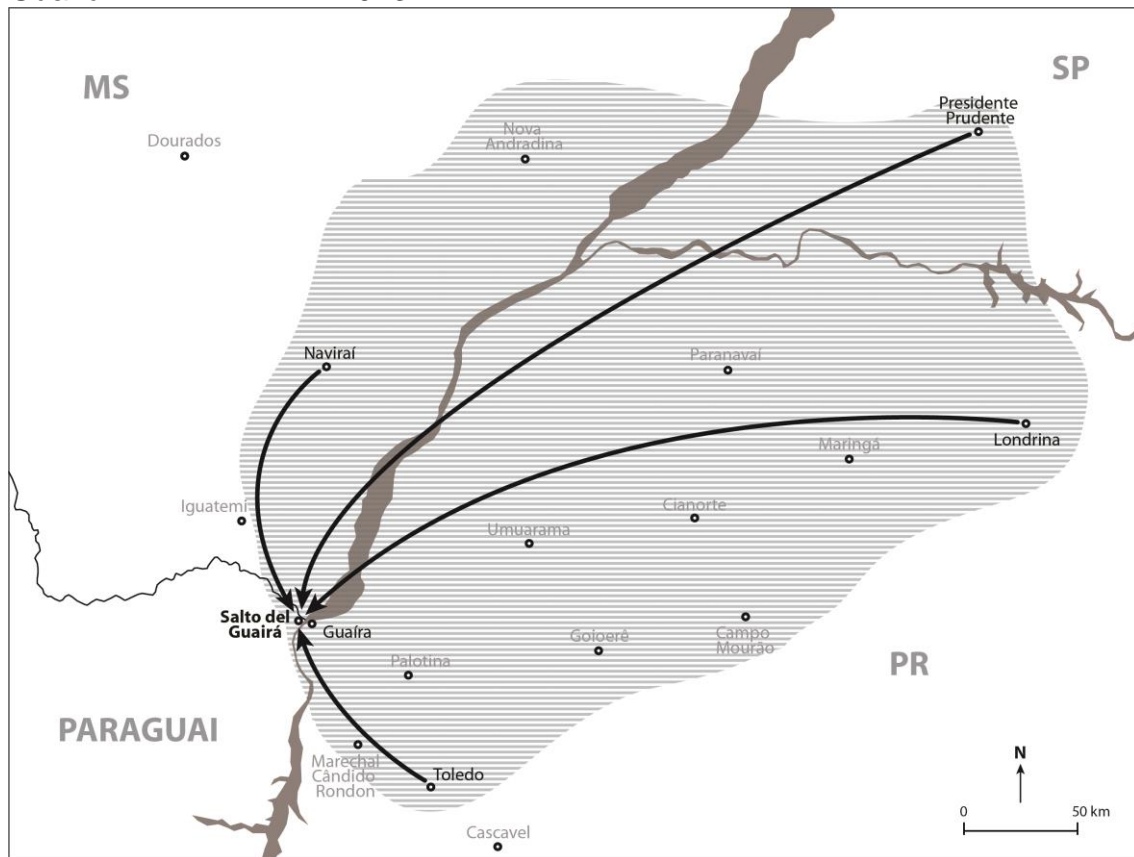 MS
SP
Presidente
Prudente
Nova
Andradina
Dourados
Naviraí
Paranavaí
Londrina
Maringá
Iguatemí
Cianorte
Umuarama
Salto del
Guairá
Guaíra
Campo
Mourão
Goioerê
Palotina
PR
PARAGUAI
Marechal
Cândido
Rondon
Toledo
N
0 50 km
Cascavel